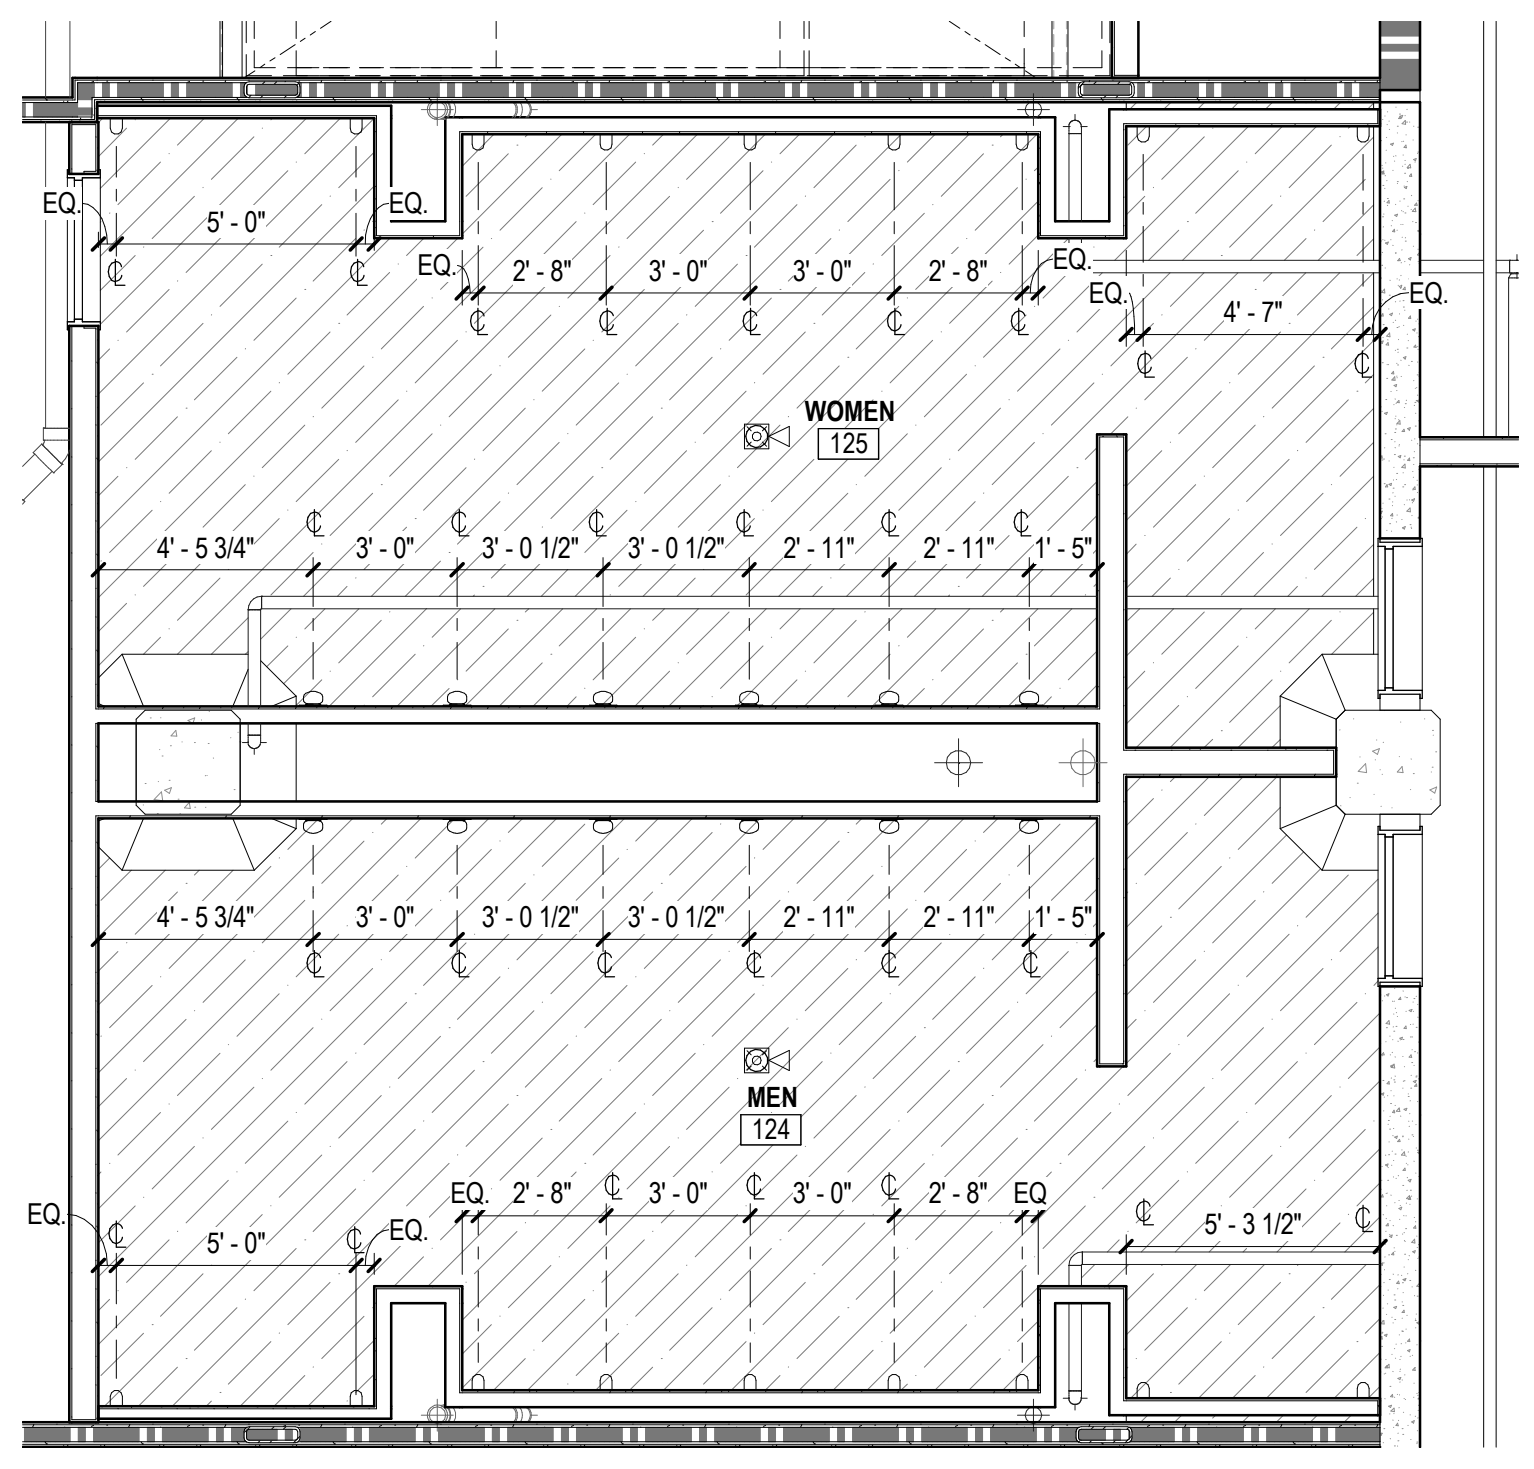 EQ. 5' - 0" EQ.
℄ ℄
EQ. 2' - 8" 3' - 0" 3' - 0" 2' - 8" EQ.
EQ. 4' - 7" EQ.
℄ ℄ ℄ ℄ ℄
℄ ℄
WOMEN
125
℄ ℄ ℄ ℄ ℄ ℄
4' - 5 3/4" 3' - 0" 3' - 0 1/2" 3' - 0 1/2" 2' - 11" 2' - 11" 1' - 5"
4' - 5 3/4" 3' - 0" 3' - 0 1/2" 3' - 0 1/2" 2' - 11" 2' - 11" 1' - 5"
℄ ℄ ℄ ℄ ℄ ℄
MEN
124
EQ. 2' - 8" ℄ 3' - 0" ℄ 3' - 0" ℄ 2' - 8" EQ
℄ ℄
EQ. ℄ 5' - 0" ℄ EQ.
5' - 3 1/2"